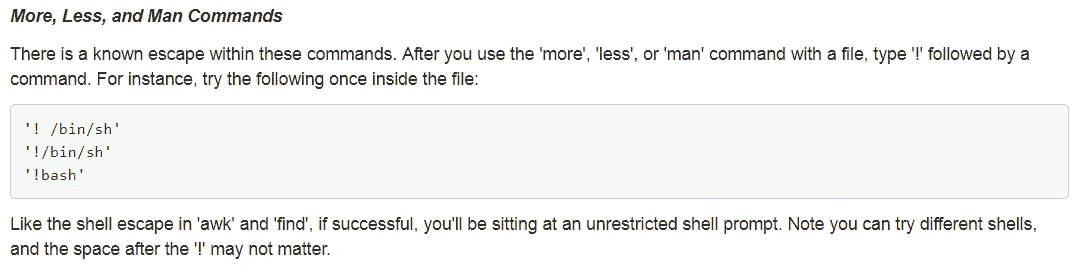 More, Less, and Man Commands
There is a known escape within these commands. After you use the 'more', 'less', or 'man' command with a file, type '!' followed by a
command. For instance, try the following once inside the file:
'! /bin/sh'
'!/bin/sh'
'!bash'
Like the shell escape in 'awk' and 'find', if successful, you'll be sitting at an unrestricted shell prompt. Note you can try different shells,
and the space after the '!' may not matter.